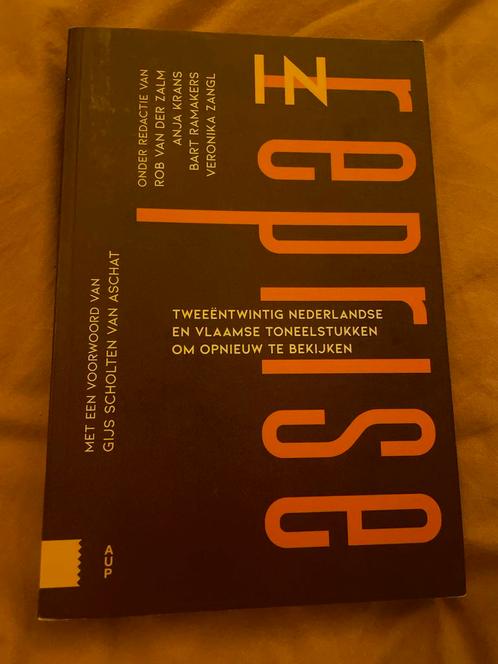 IN
reprise
ONDER REDACTIE VAN
ROB VAN DER ZALM
ANJA KRANS
BART RAMAKERS
VERONIKA ZANGL
TWEEËNTWINTIG NEDERLANDSE
EN VLAAMSE TONEELSTUKKEN
OM OPNIEUW TE BEKIJKEN
MET EEN VOORWOORD VAN
GIJS SCHOLTEN VAN ASCHAT
A
U
P